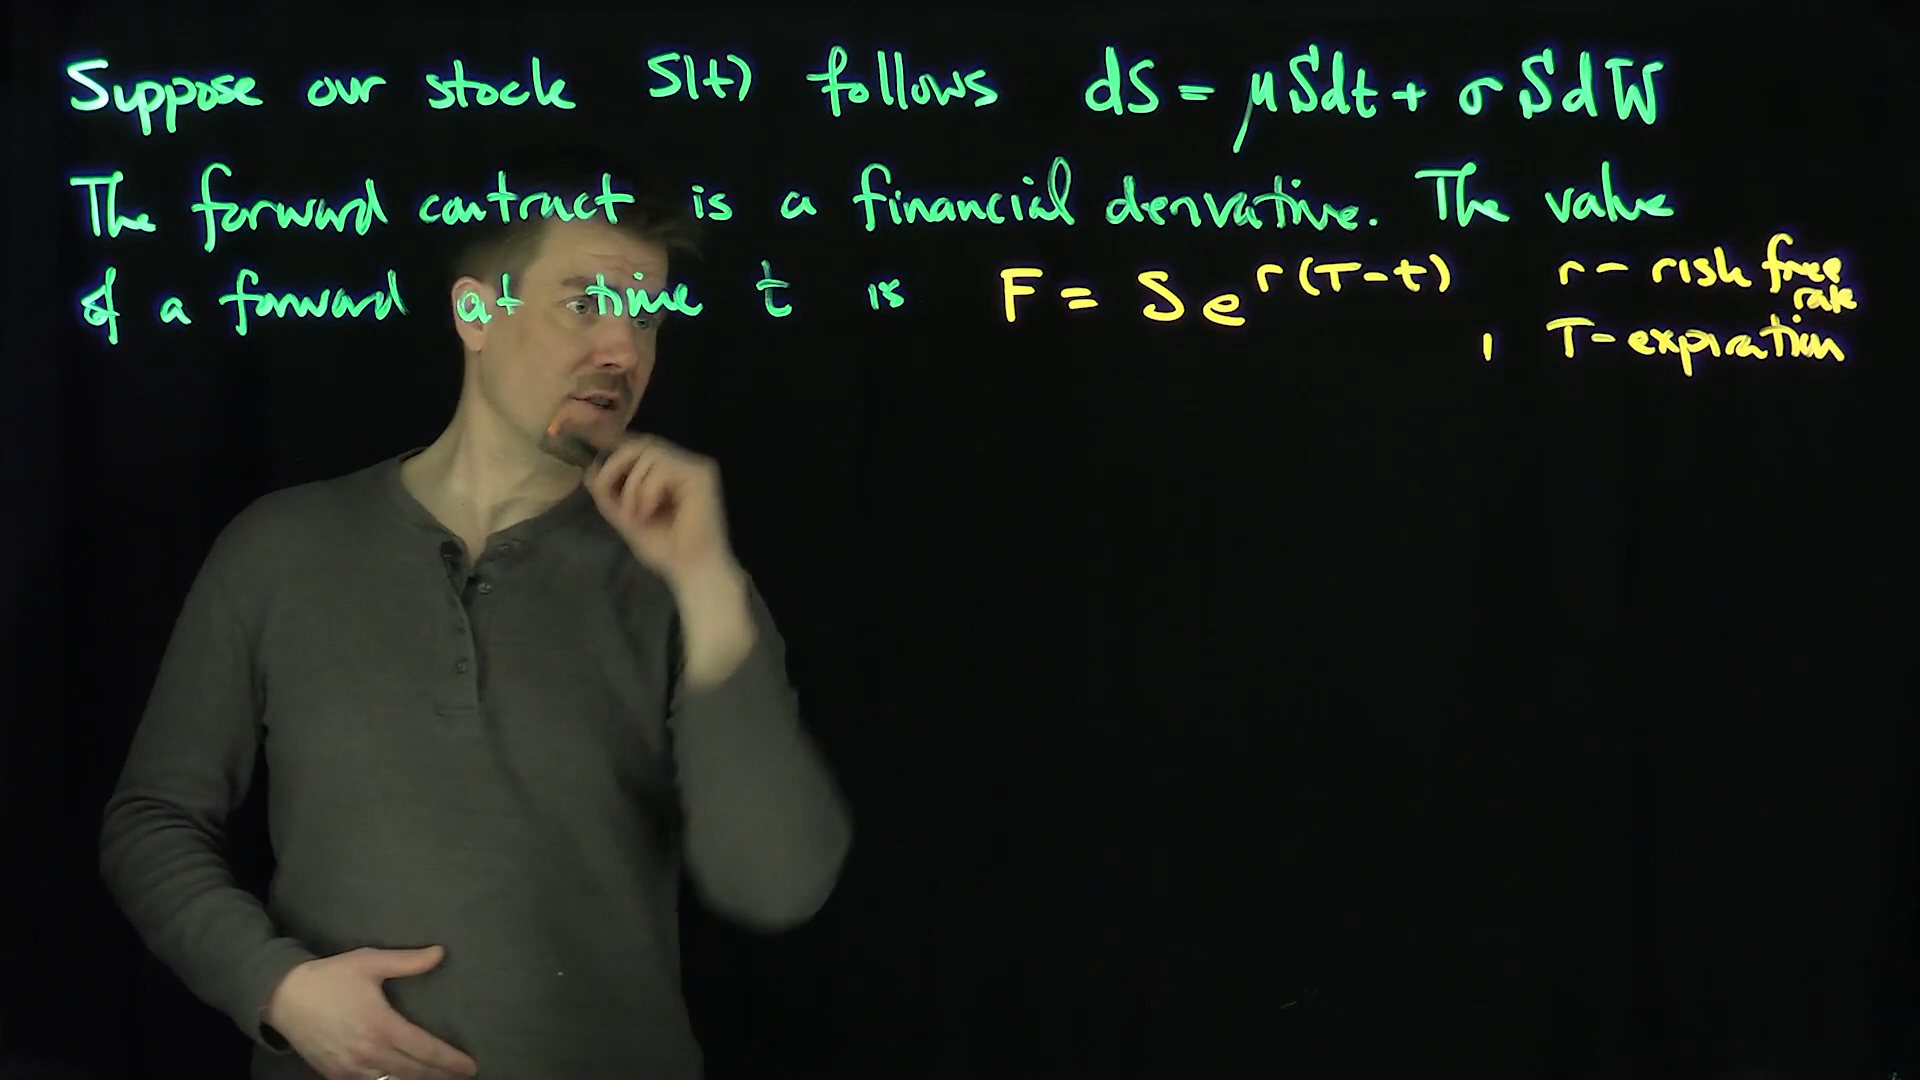 Suppose our stock S(t) follows dS = μSdt + σSdW
The forward contract is a financial derivative. The value
of a forward at time t is F = S e^{r(T-t)} r - risk free rate
, T - expiration